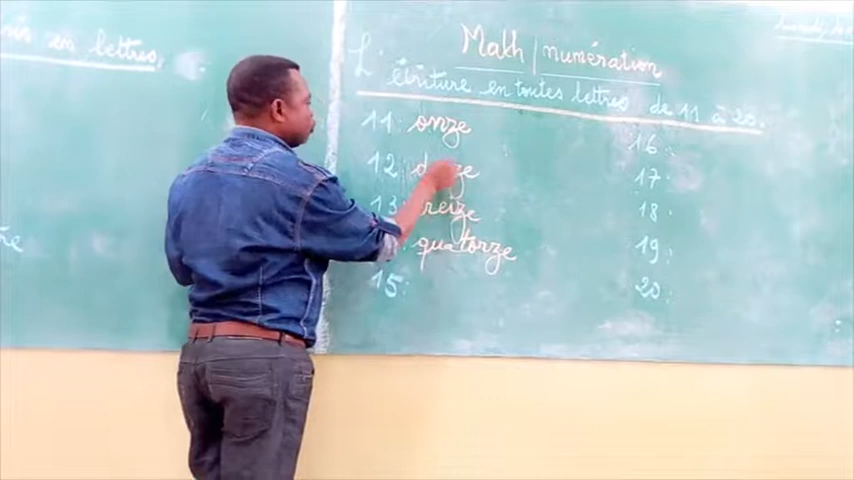 en lettres
Math | numération
L'écriture en toutes lettres de 11 à 20.
11: onze
12:
13: treize
quatorze
15:
16:
17:
18:
19:
20: